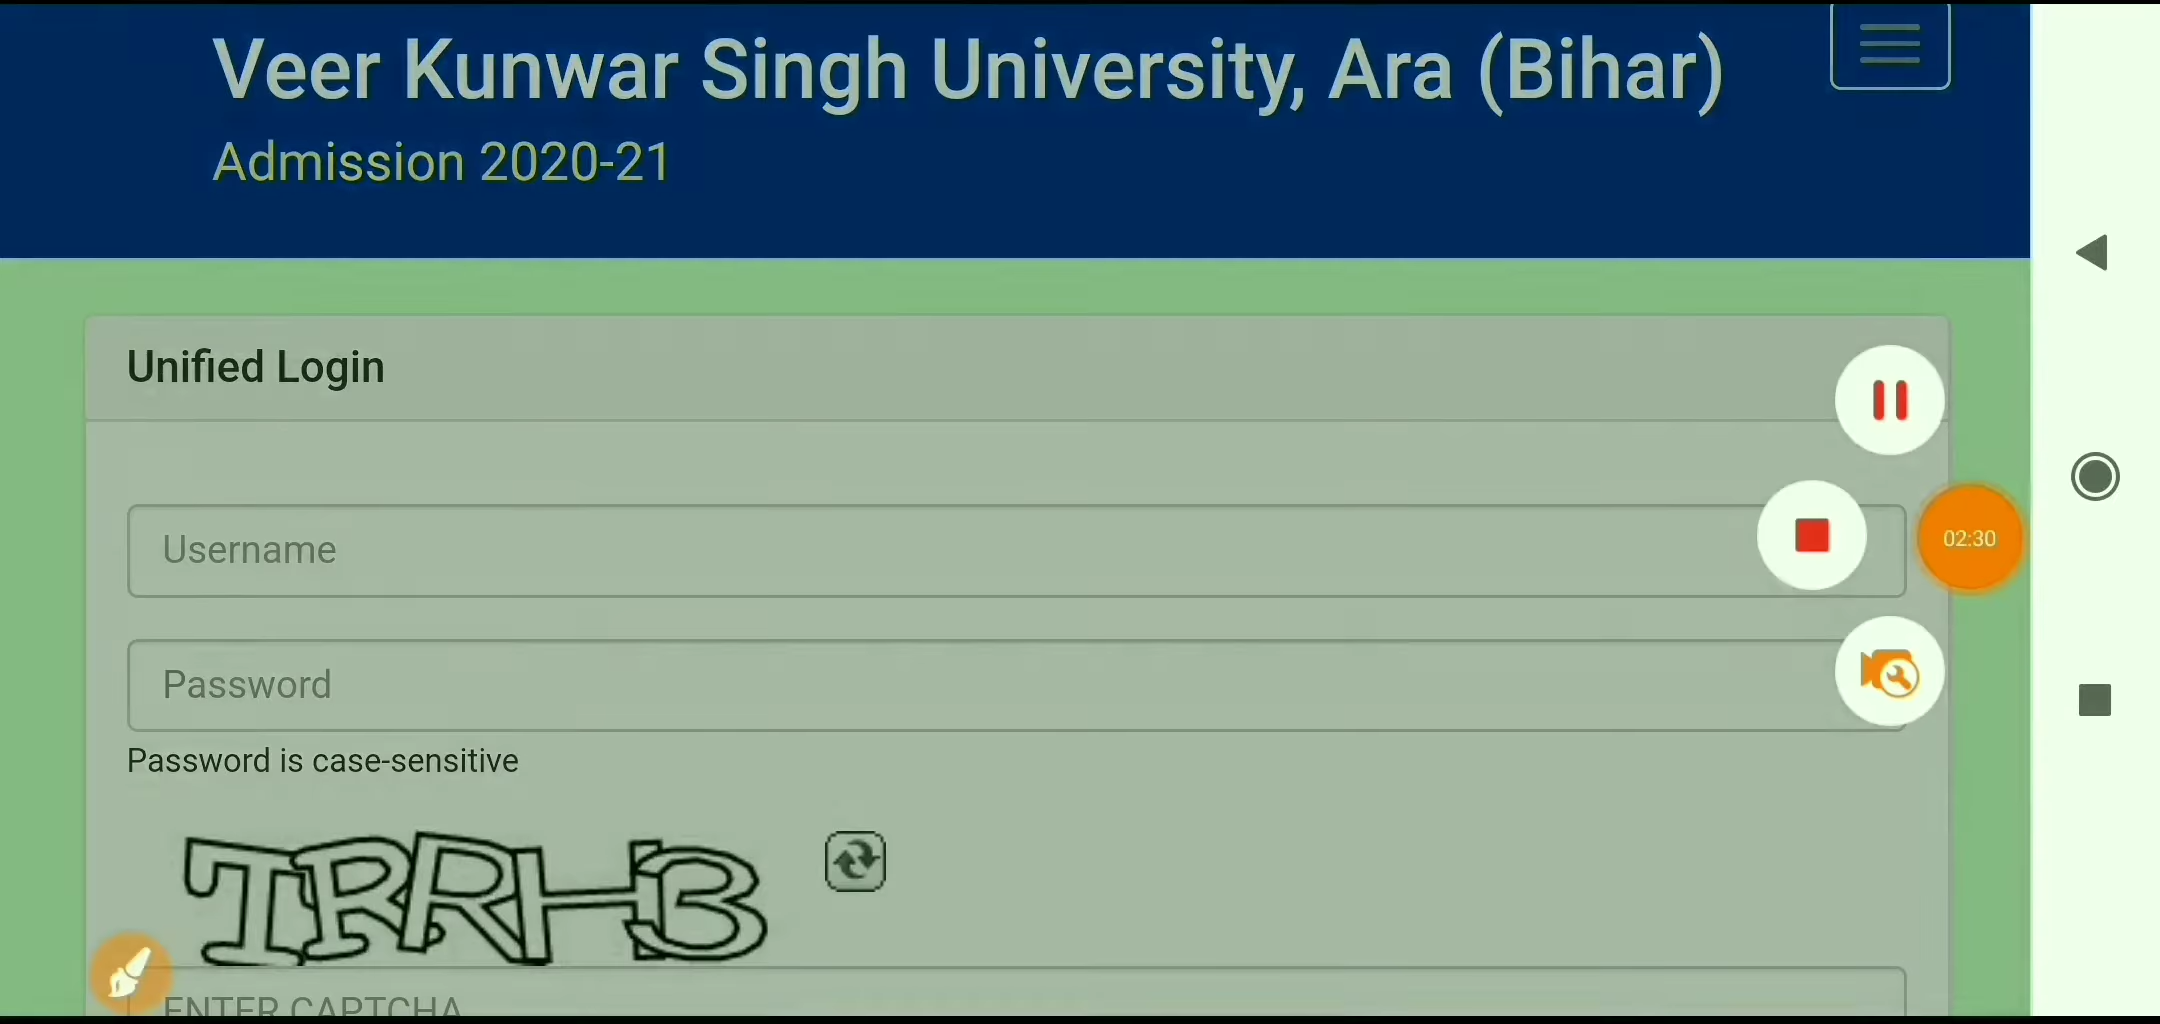 Veer Kunwar Singh University, Ara (Bihar)
Admission 2020-21
Unified Login
Username
02:30
Password
Password is case-sensitive
TRRH3
ENTER CAPTCHA